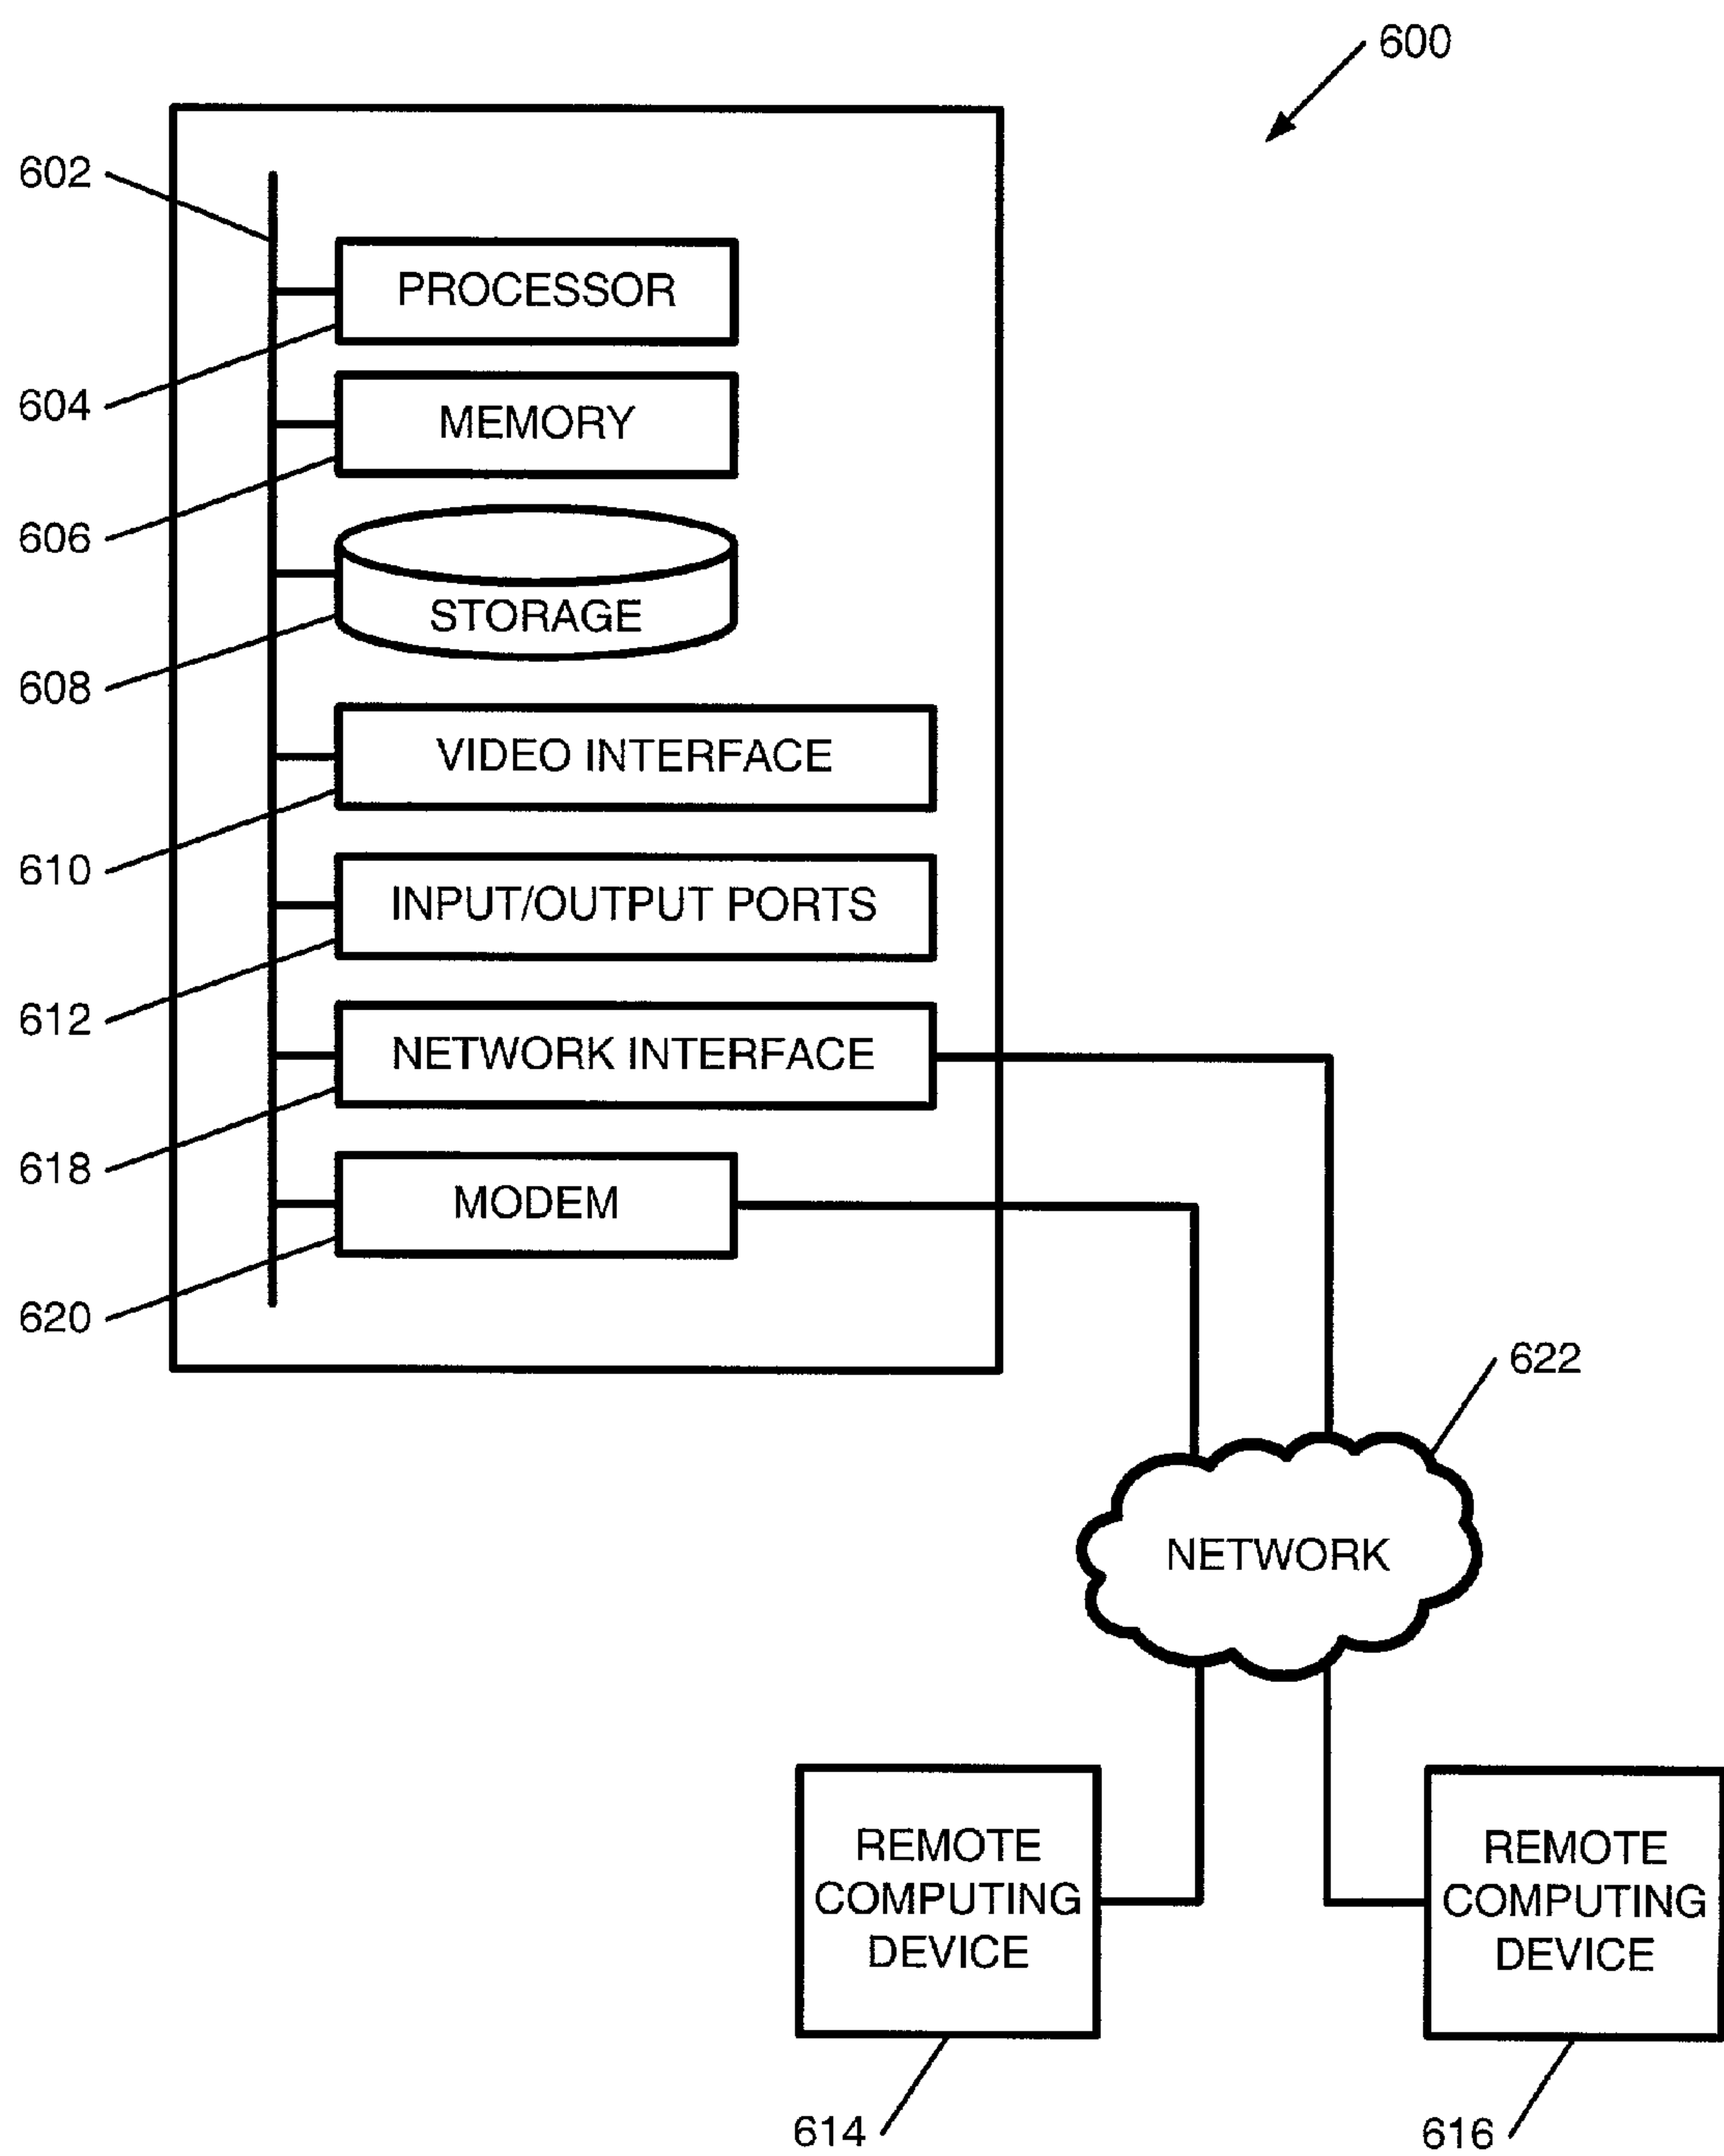 600
602
PROCESSOR
604
MEMORY
606
STORAGE
608
VIDEO INTERFACE
610
INPUT/OUTPUT PORTS
612
NETWORK INTERFACE
618
MODEM
620
622
NETWORK
REMOTE
COMPUTING
DEVICE
REMOTE
COMPUTING
DEVICE
614
616